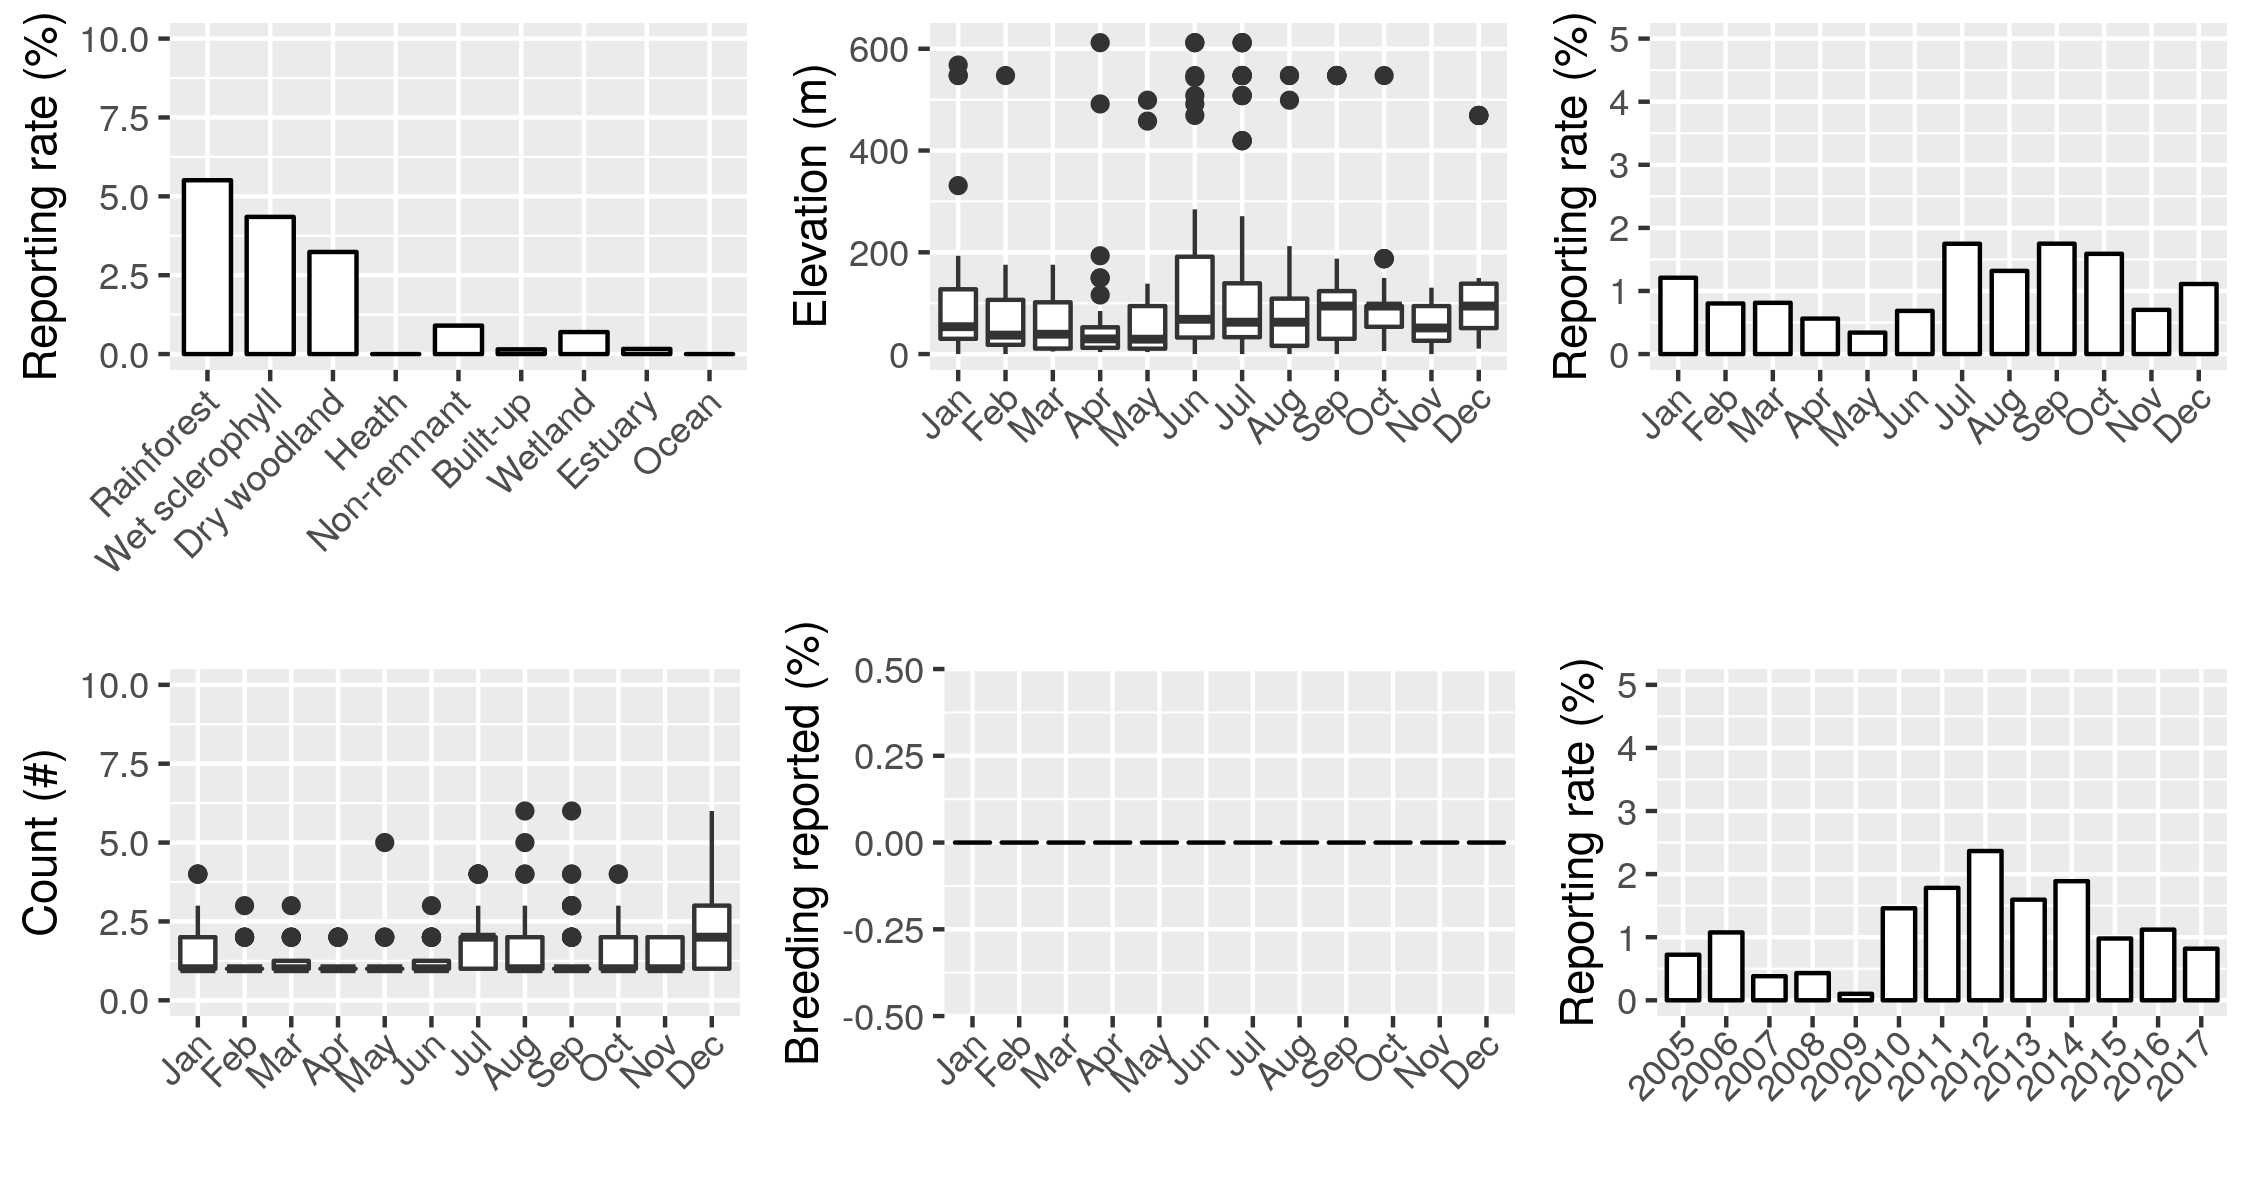 Reporting rate (%)
10.0
7.5
5.0
2.5
0.0
Rainforest
Wet sclerophyll
Dry woodland
Heath
Non-remnant
Built-up
Wetland
Estuary
Ocean
Elevation (m)
600
400
200
0
Jan
Feb
Mar
Apr
May
Jun
Jul
Aug
Sep
Oct
Nov
Dec
Reporting rate (%)
5
4
3
2
1
0
Jan
Feb
Mar
Apr
May
Jun
Jul
Aug
Sep
Oct
Nov
Dec
Count (#)
10.0
7.5
5.0
2.5
0.0
Jan
Feb
Mar
Apr
May
Jun
Jul
Aug
Sep
Oct
Nov
Dec
Breeding reported (%)
0.50
0.25
0.00
-0.25
-0.50
Jan
Feb
Mar
Apr
May
Jun
Jul
Aug
Sep
Oct
Nov
Dec
Reporting rate (%)
5
4
3
2
1
0
2005
2006
2007
2008
2009
2010
2011
2012
2013
2014
2015
2016
2017